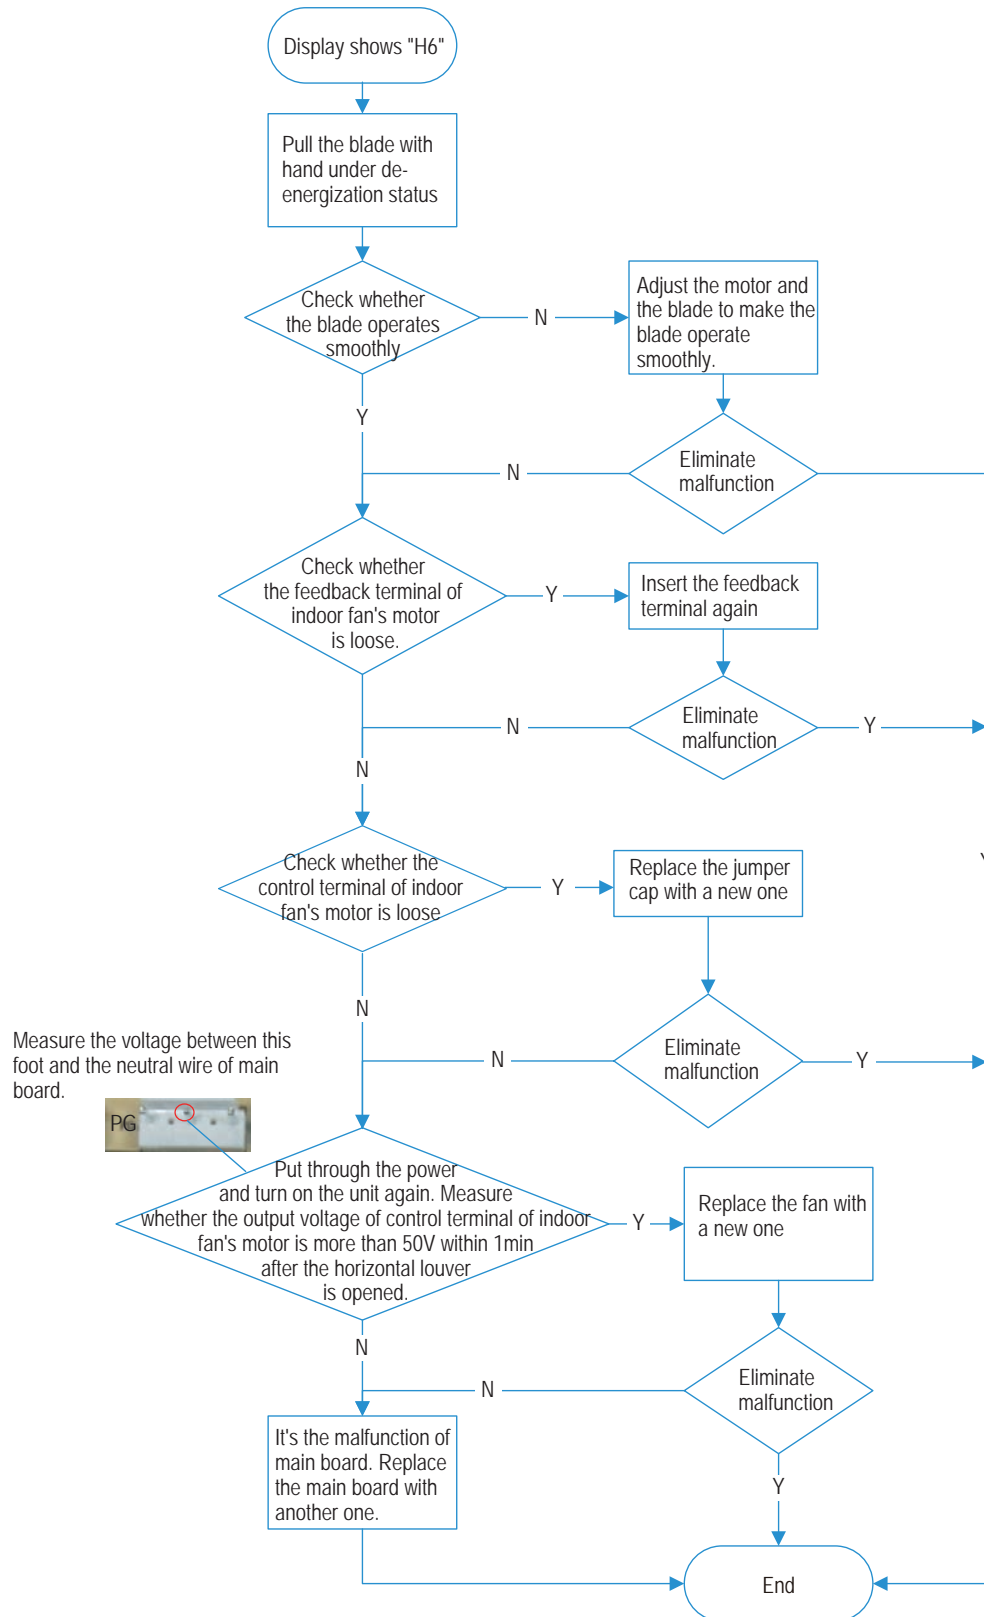 Display shows "H6"
Pull the blade with
hand under de-
energization status
Check whether
the blade operates
smoothly
N
Adjust the motor and
the blade to make the
blade operate
smoothly.
Y
N
Eliminate
malfunction
Check whether
the feedback terminal of
indoor fan's motor
is loose.
Y
Insert the feedback
terminal again
N
Eliminate
malfunction
Y
N
Check whether the
control terminal of indoor
fan's motor is loose
Y
Replace the jumper
cap with a new one
N
N
Eliminate
malfunction
Y
Measure the voltage between this
foot and the neutral wire of main
board.
PG
Put through the power
and turn on the unit again. Measure
whether the output voltage of control terminal of indoor
fan's motor is more than 50V within 1min
after the horizontal louver
is opened.
Y
Replace the fan with
a new one
N
N
Eliminate
malfunction
It's the malfunction of
main board. Replace
the main board with
another one.
Y
End